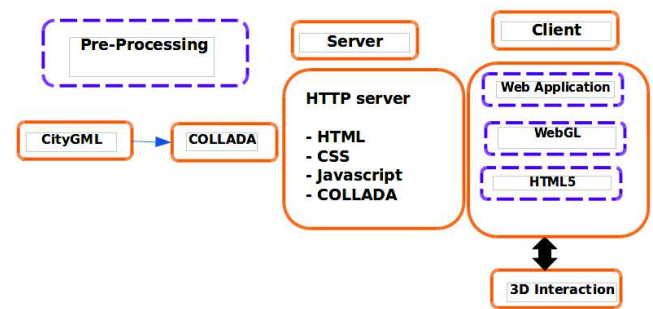 Pre-Processing
Server
Client
CityGML
COLLADA
HTTP server
- HTML
- CSS
- Javascript
- COLLADA
Web Application
WebGL
HTML5
3D Interaction